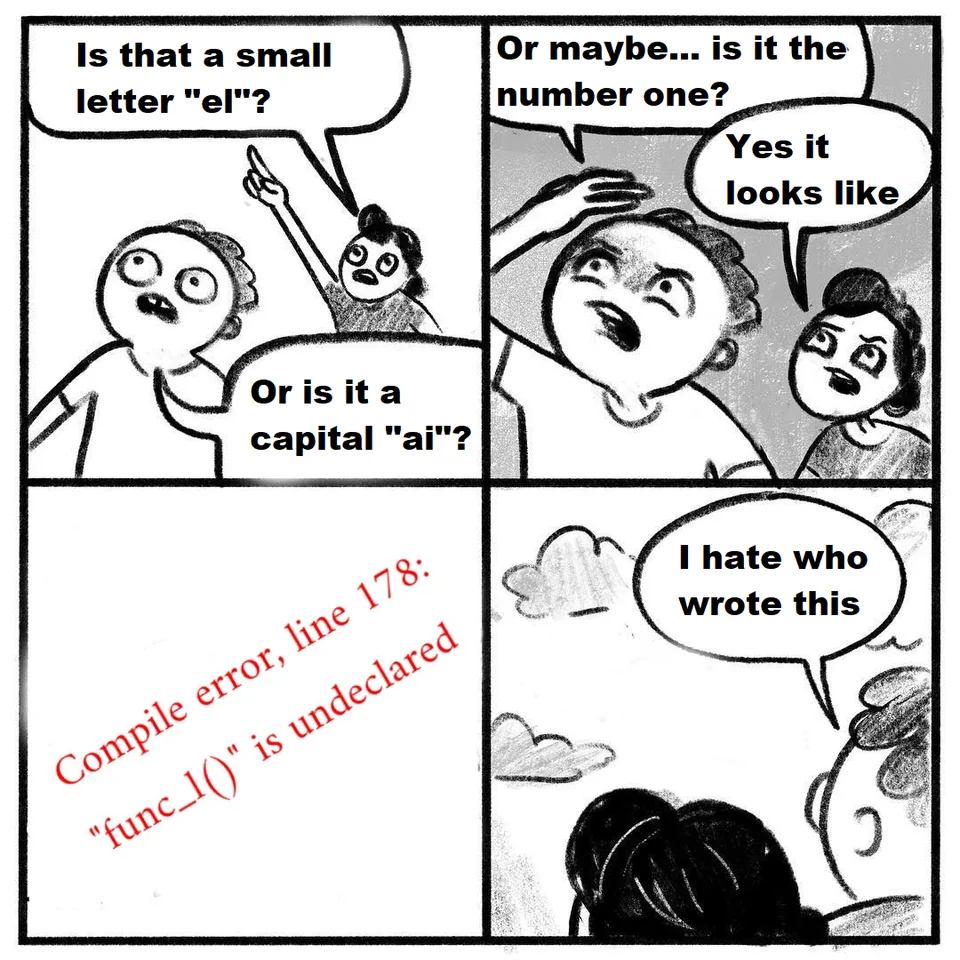 Is that a small
letter "el"?
Or is it a
capital "ai"?
Or maybe... is it the
number one?
Yes it
looks like
Compile error, line 178:
"func_l()" is undeclared
I hate who
wrote this